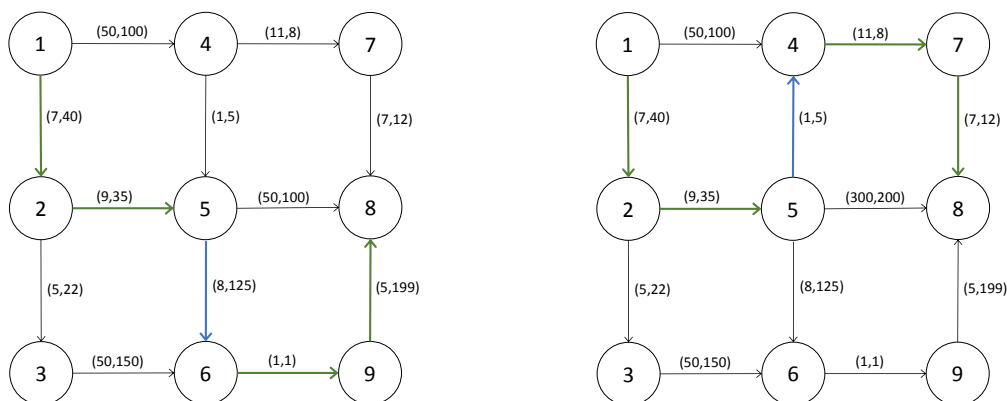 (50,100) (11,8)
1 4 7
(7,40) (1,5) (7,12)
(9,35) (50,100)
2 5 8
(5,22) (8,125) (5,199)
(50,150) (1,1)
3 6 9
(50,100) (11,8)
1 4 7
(7,40) (1,5) (7,12)
(9,35) (300,200)
2 5 8
(5,22) (8,125) (5,199)
(50,150) (1,1)
3 6 9